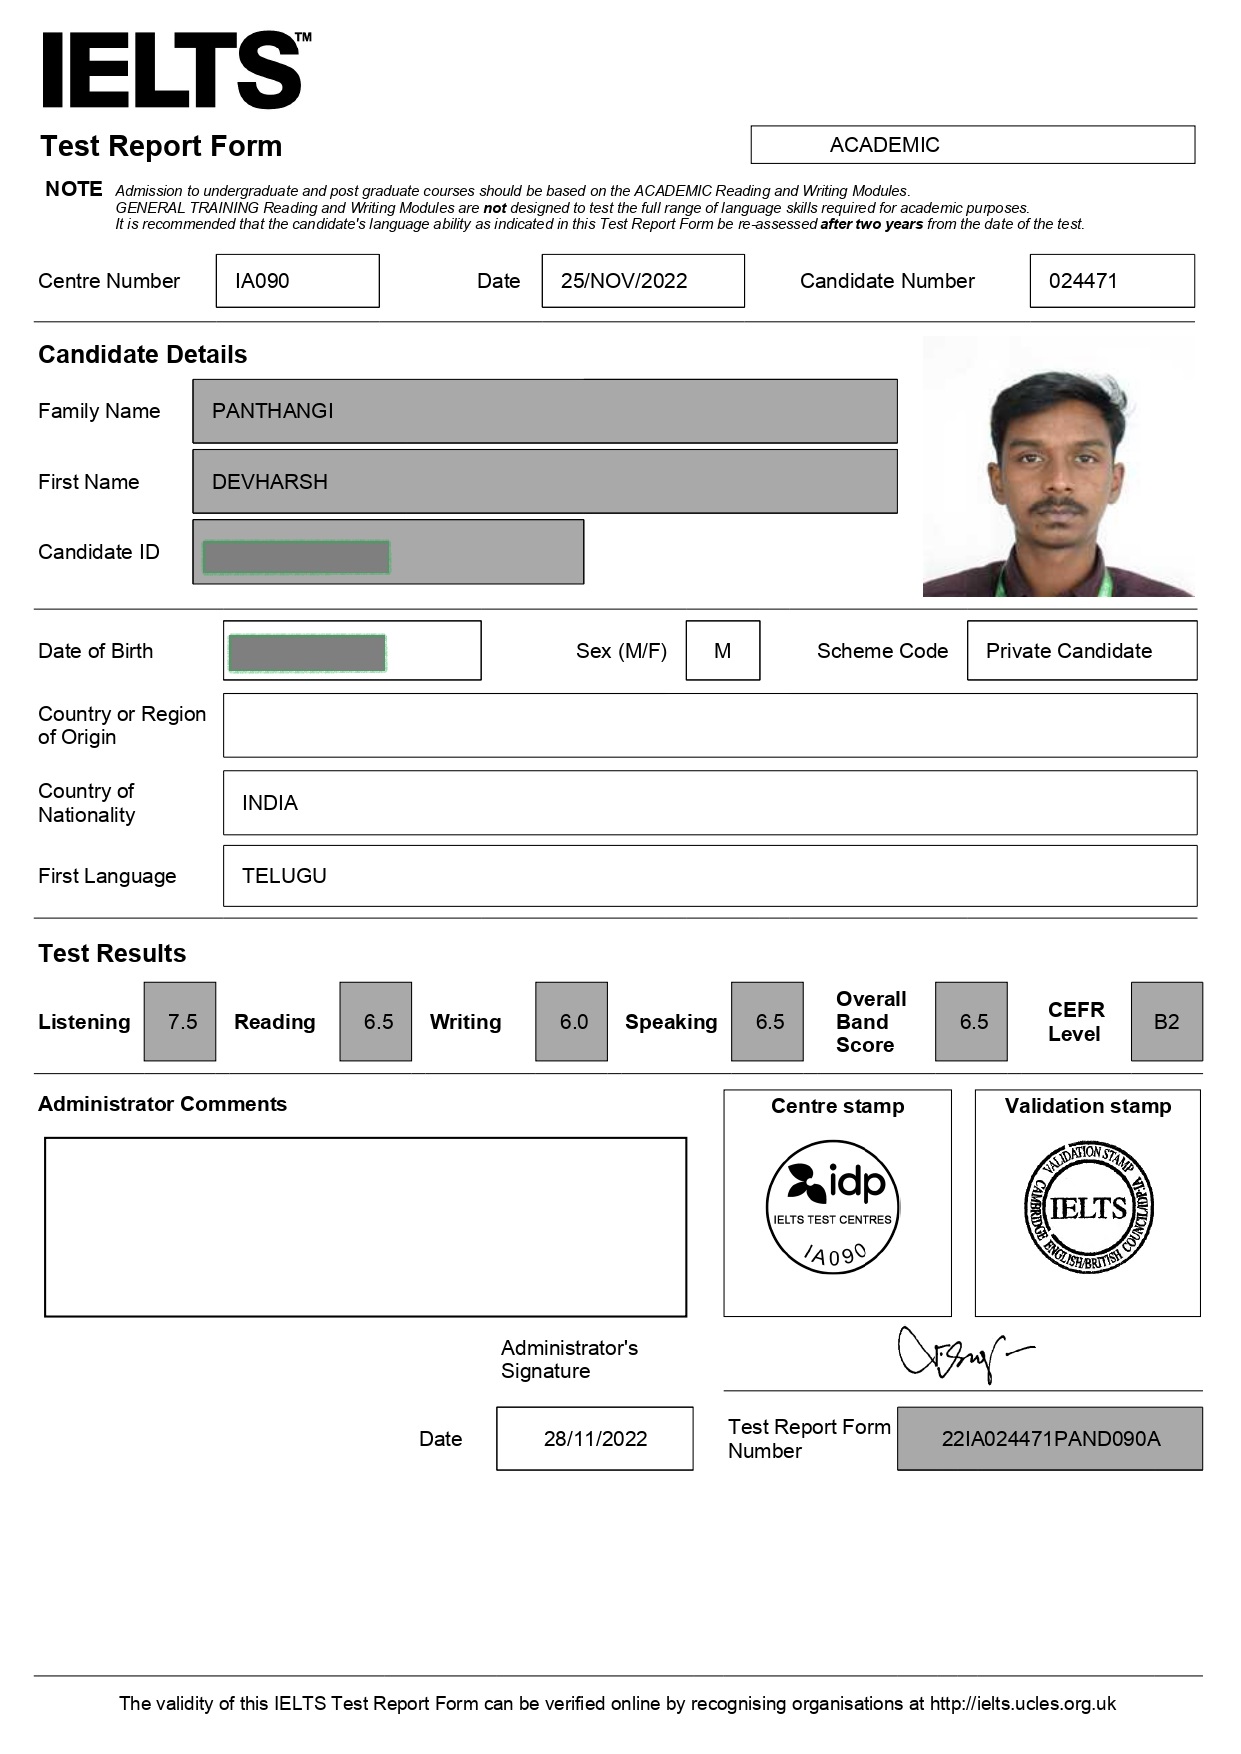 IELTS™
Test Report Form
ACADEMIC
NOTE Admission to undergraduate and post graduate courses should be based on the ACADEMIC Reading and Writing Modules.
GENERAL TRAINING Reading and Writing Modules are not designed to test the full range of language skills required for academic purposes.
It is recommended that the candidate's language ability as indicated in this Test Report Form be re-assessed after two years from the date of the test.
Centre Number IA090 Date 25/NOV/2022 Candidate Number 024471
Candidate Details
Family Name PANTHANGI
First Name DEVHARSH
Candidate ID
Date of Birth Sex (M/F) M Scheme Code Private Candidate
Country or Region
of Origin
Country of
Nationality
INDIA
First Language TELUGU
Test Results
Listening 7.5 Reading 6.5 Writing 6.0 Speaking 6.5
Overall
Band
Score
6.5
CEFR
Level
B2
Administrator Comments
Centre stamp
idp
IELTS TEST CENTRES
IA090
Validation stamp
VALIDATION STAMP
IELTS
CAMBRIDGE ENGLISH/BRITISH COUNCIL/IDP:IA
Administrator's
Signature
Date 28/11/2022
Test Report Form
Number
22IA024471PAND090A
The validity of this IELTS Test Report Form can be verified online by recognising organisations at http://ielts.ucles.org.uk